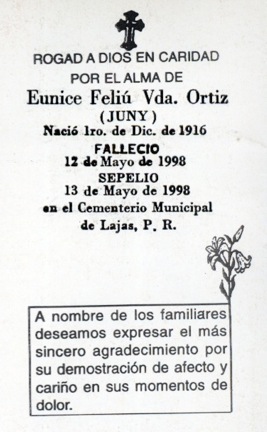 ROGAD A DIOS EN CARIDAD
POR EL ALMA DE
Eunice Feliú Vda. Ortiz
(JUNY)
Nació 1ro. de Dic. de 1916
FALLECIO
12 de Mayo de 1998
SEPELIO
13 de Mayo de 1998
en el Cementerio Municipal
de Lajas, P. R.
A nombre de los familiares
deseamos expresar el más
sincero agradecimiento por
su demostración de afecto y
cariño en sus momentos de
dolor.